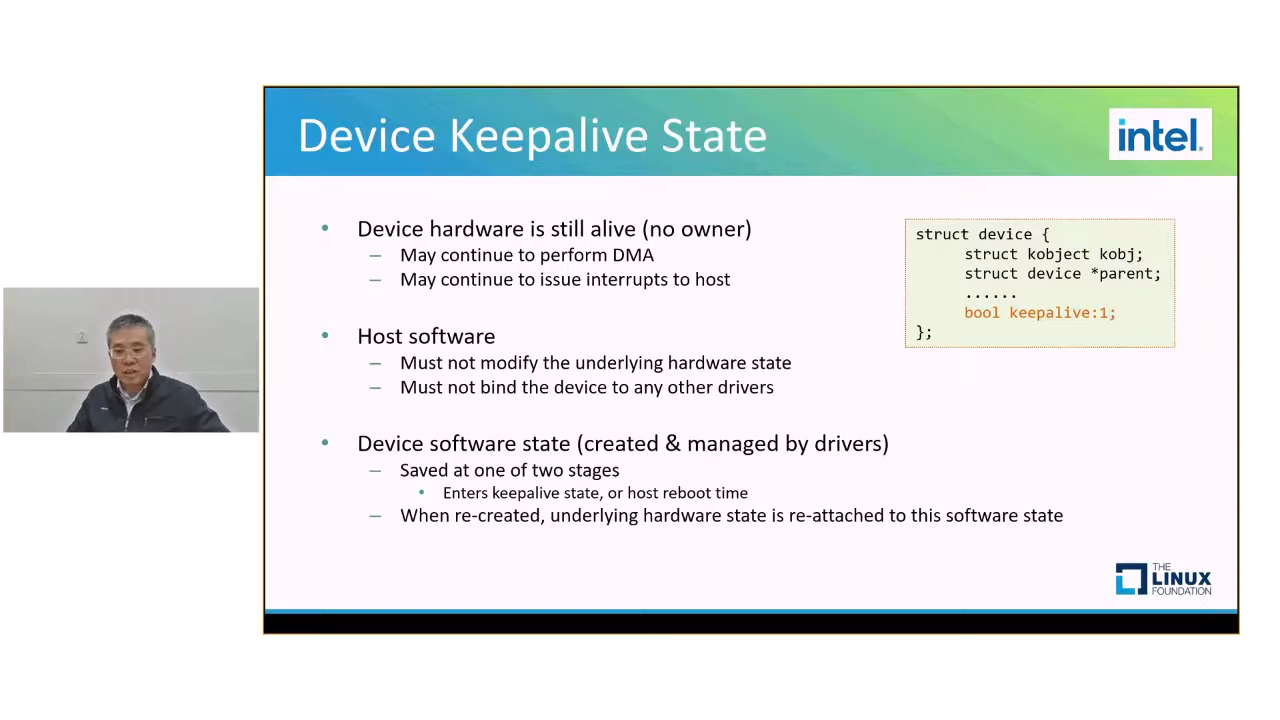 Device Keepalive State
intel.
• Device hardware is still alive (no owner)
– May continue to perform DMA
– May continue to issue interrupts to host
• Host software
– Must not modify the underlying hardware state
– Must not bind the device to any other drivers
• Device software state (created & managed by drivers)
– Saved at one of two stages
• Enters keepalive state, or host reboot time
– When re-created, underlying hardware state is re-attached to this software state
struct device {
struct kobject kobj;
struct device *parent;
......
bool keepalive:1;
};
THE
LINUX
FOUNDATION